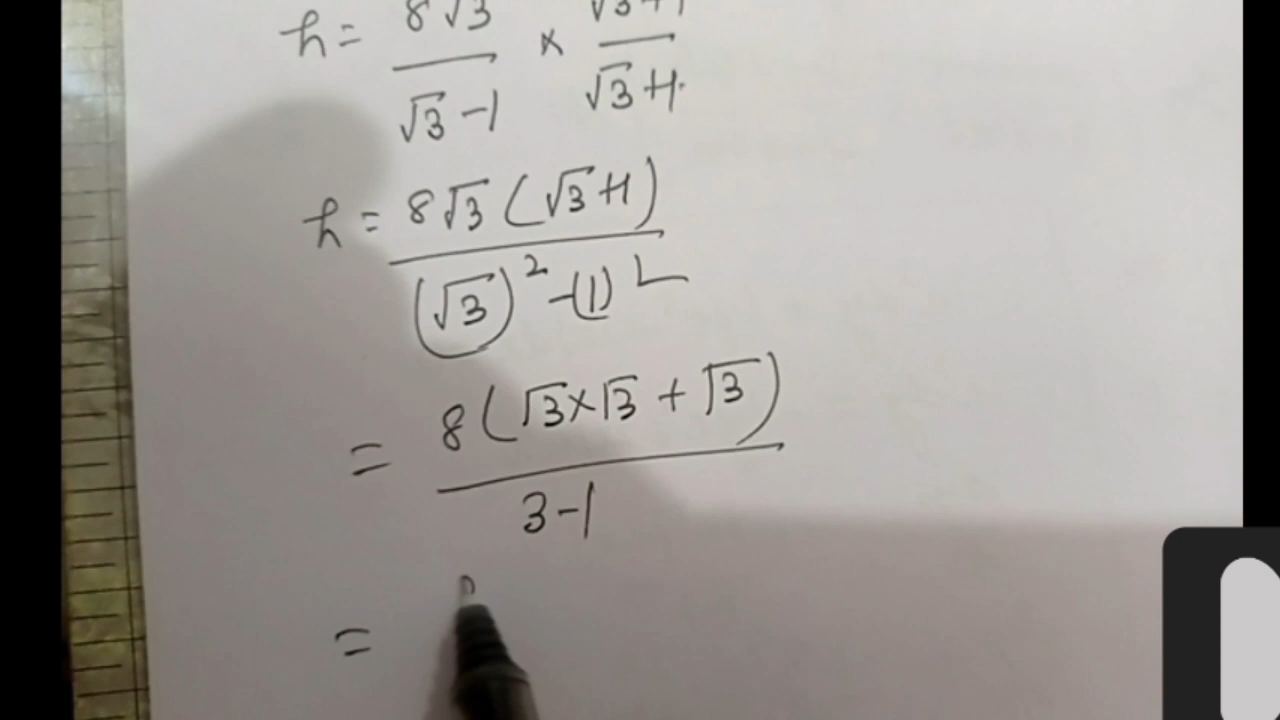 h = 8√3 / √3 - 1 × √3 + 1 / √3 + 1
h = 8√3 (√3 + 1) / (√3)² - (1)²
= 8 (√3 × √3 + √3) / 3 - 1
=